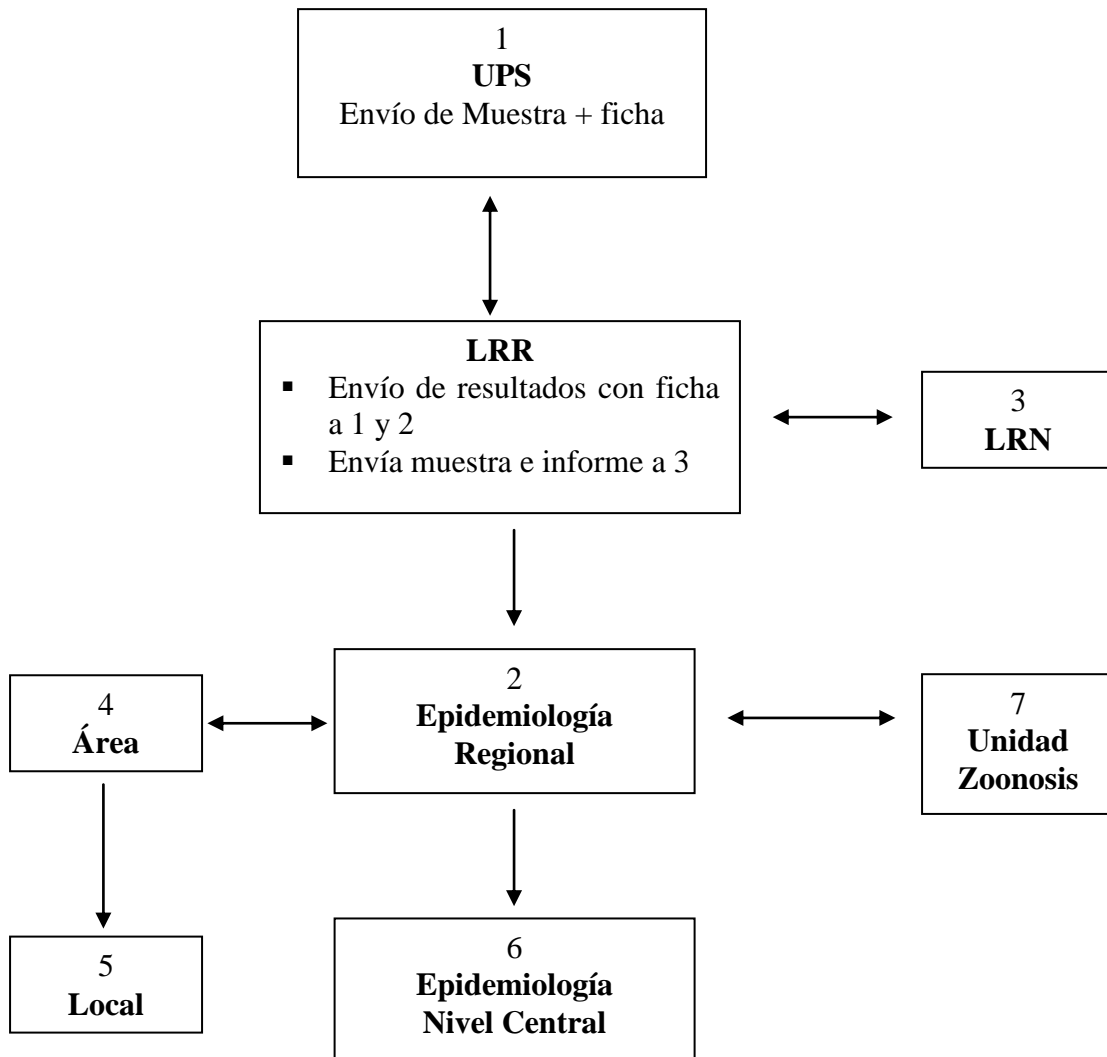 1
UPS
Envío de Muestra + ficha
LRR
▪ Envío de resultados con ficha
a 1 y 2
▪ Envía muestra e informe a 3
3
LRN
4
Área
2
Epidemiología
Regional
7
Unidad
Zoonosis
5
Local
6
Epidemiología
Nivel Central